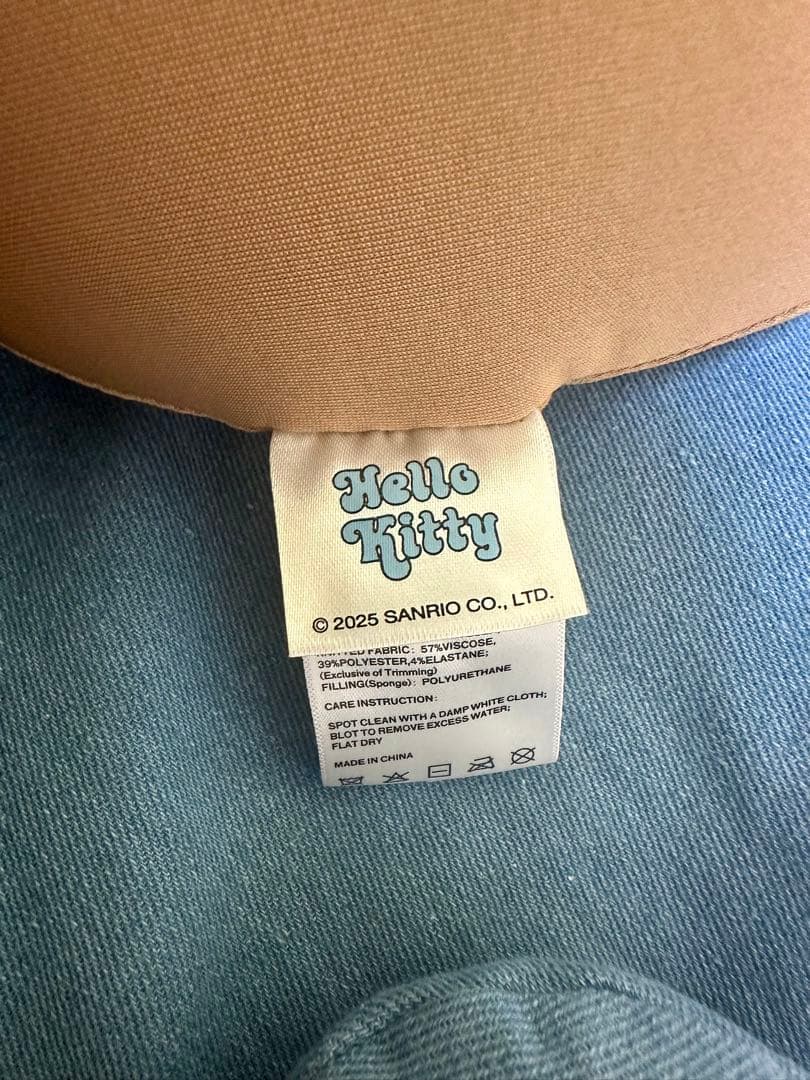 Hello
Kitty
© 2025 SANRIO CO., LTD.
FABRIC: 57%VISCOSE,
39%POLYESTER,4%ELASTANE;
(Exclusive of Trimming)
FILLING(Sponge): POLYURETHANE
CARE INSTRUCTION:
SPOT CLEAN WITH A DAMP WHITE CLOTH;
BLOT TO REMOVE EXCESS WATER;
FLAT DRY
MADE IN CHINA